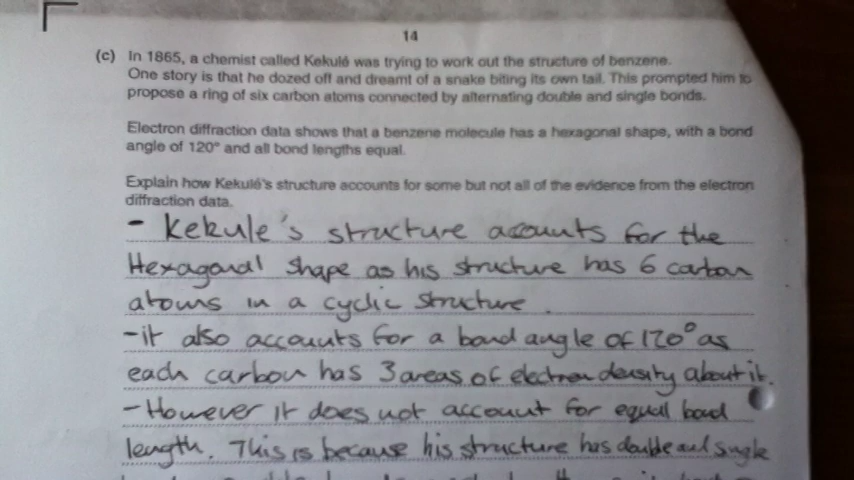 14
(c) In 1865, a chemist called Kekulé was trying to work out the structure of benzene.
One story is that he dozed off and dreamt of a snake biting its own tail. This prompted him to
propose a ring of six carbon atoms connected by alternating double and single bonds.
Electron diffraction data shows that a benzene molecule has a hexagonal shape, with a bond
angle of 120° and all bond lengths equal.
Explain how Kekulé's structure accounts for some but not all of the evidence from the electron
diffraction data.
- Kekule's structure accounts for the
Hexagonal shape as his structure has 6 carbon
atoms in a cyclic structure.
- it also accounts for a bond angle of 120° as
each carbon has 3 areas of electron density about it.
- However it does not account for equal bond
length. This is because his structure has double and single